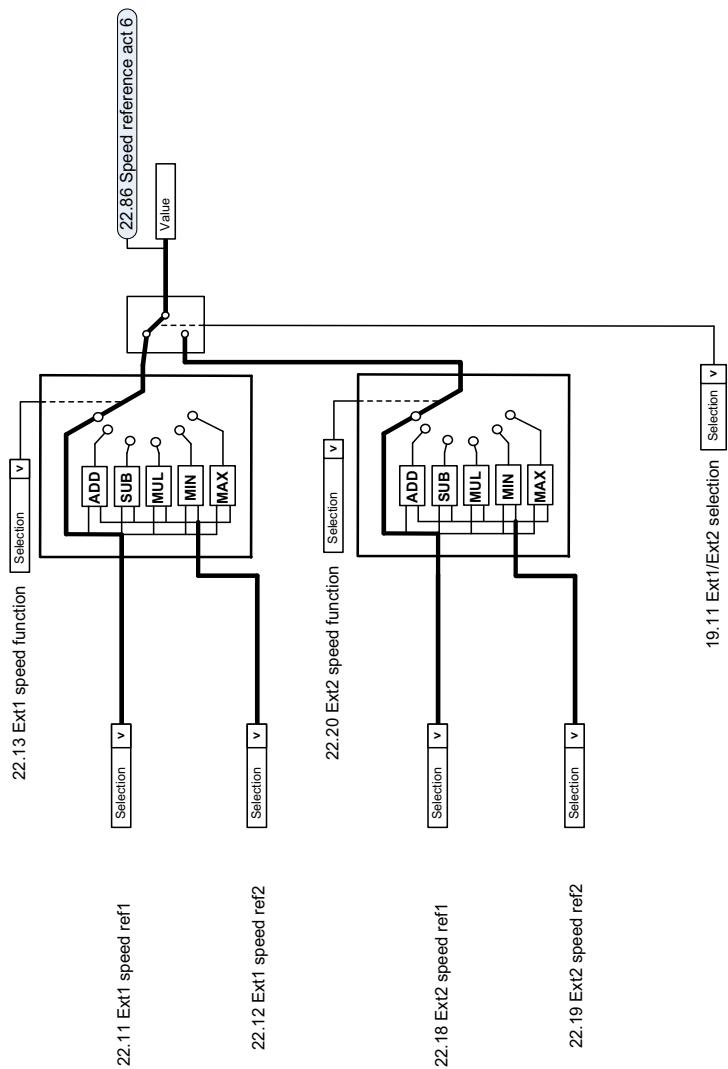 22.86 Speed reference act 6
Value
22.13 Ext1 speed function
Selection v
ADD
SUB
MUL
MIN
MAX
22.11 Ext1 speed ref1
Selection v
22.12 Ext1 speed ref2
Selection v
22.20 Ext2 speed function
Selection v
ADD
SUB
MUL
MIN
MAX
22.18 Ext2 speed ref1
Selection v
22.19 Ext2 speed ref2
Selection v
19.11 Ext1/Ext2 selection
Selection v